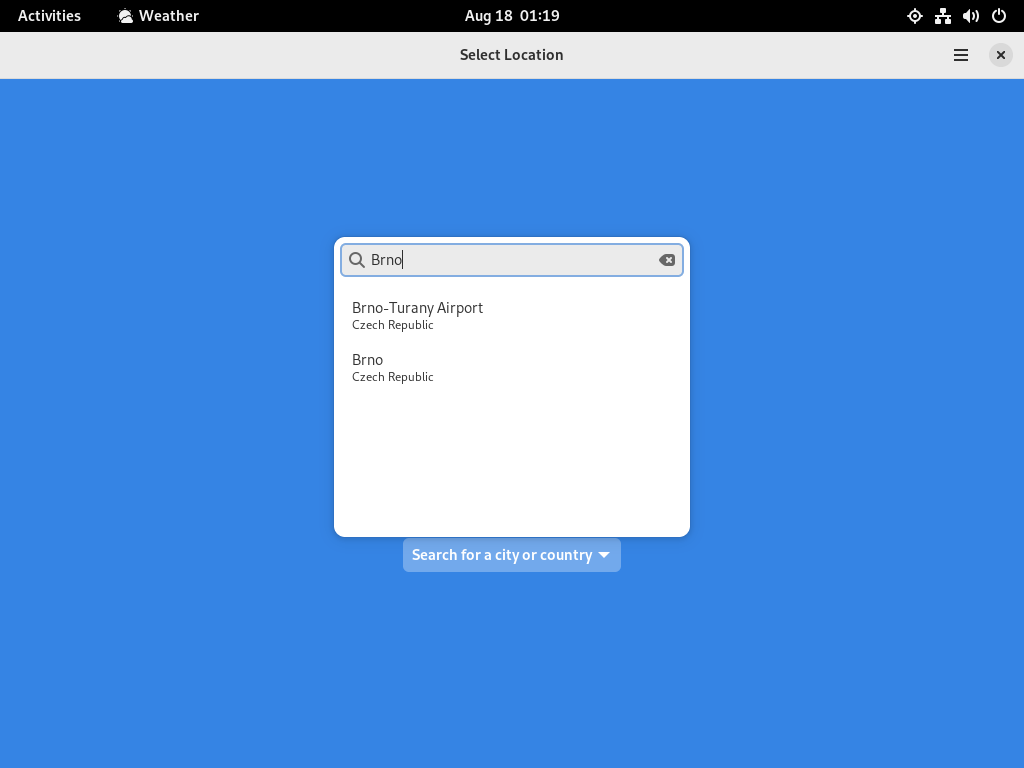 Activities Weather Aug 18 01:19
Select Location
Brno
Brno-Turany Airport
Czech Republic
Brno
Czech Republic
Search for a city or country